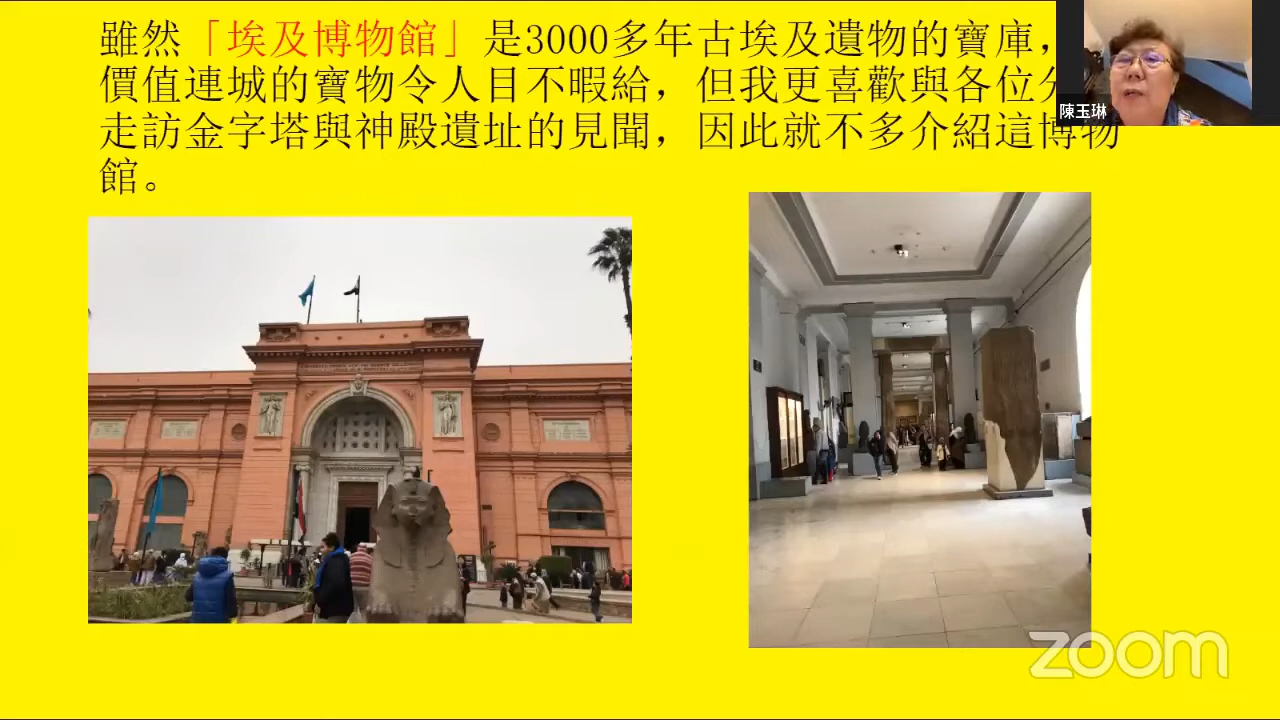 雖然「埃及博物館」是3000多年古埃及遺物的寶庫，
價值連城的寶物令人目不暇給，但我更喜歡與各位分
走訪金字塔與神殿遺址的見聞，因此就不多介紹這博物
館。
陳玉琳
zoom